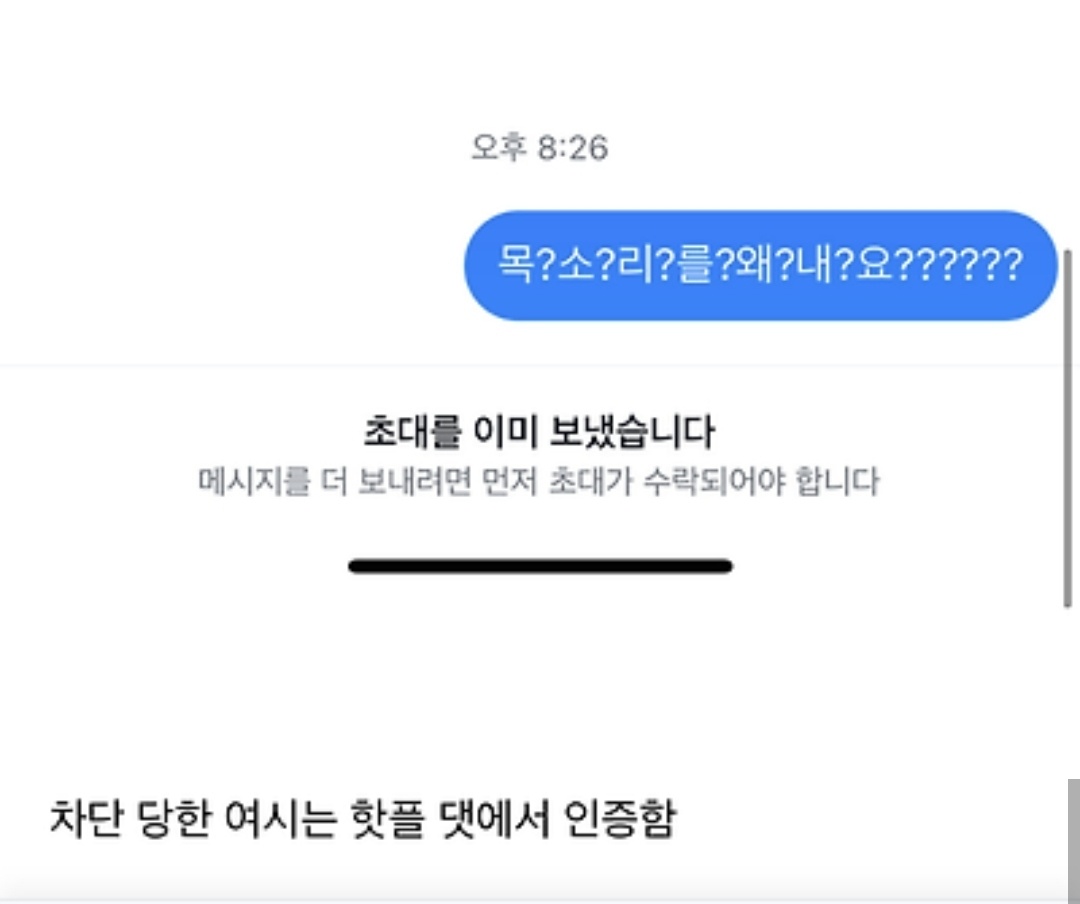 오후 8:26
목?소?리?를?왜?내?요??????
초대를 이미 보냈습니다
메시지를 더 보내려면 먼저 초대가 수락되어야 합니다
차단 당한 여시는 핫플 댓에서 인증함